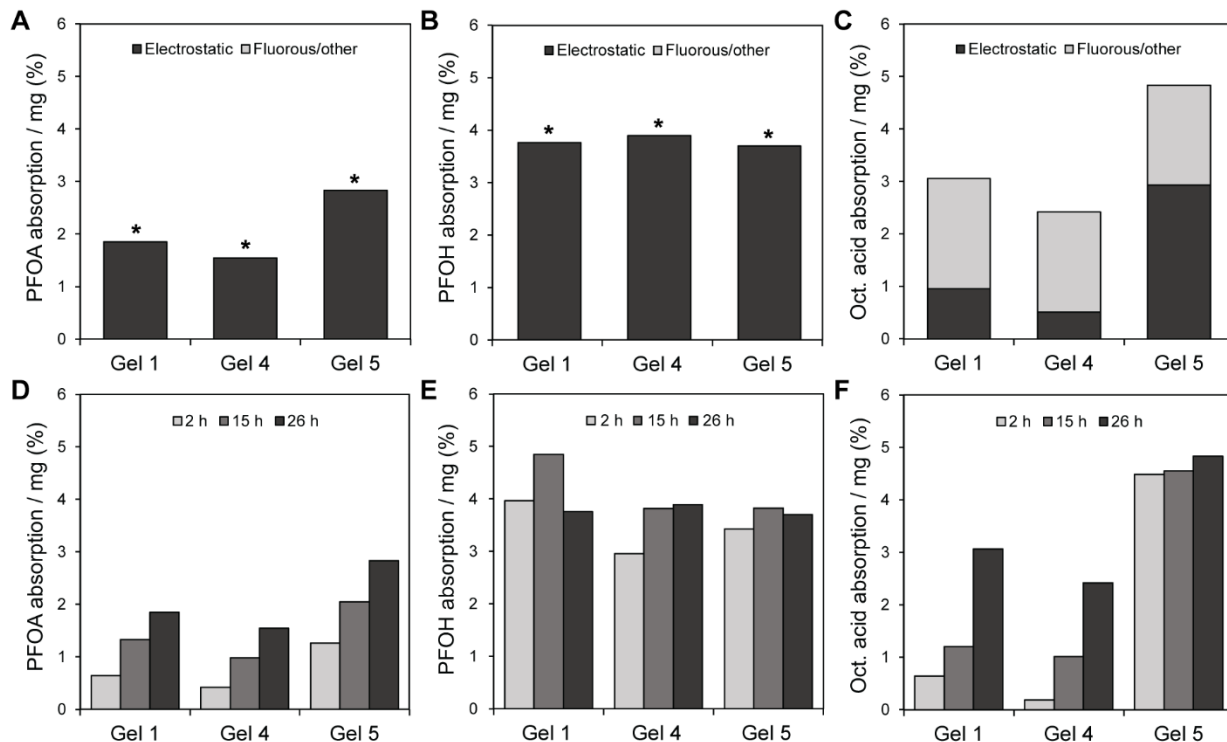 A
PFOA absorption / mg (%)
6
5
4
3
2
1
0
Electrostatic Fluorous/other
*
*
*
Gel 1 Gel 4 Gel 5
B
PFOH absorption / mg (%)
6
5
4
3
2
1
0
Electrostatic Fluorous/other
*
*
*
Gel 1 Gel 4 Gel 5
C
Oct. acid absorption / mg (%)
6
5
4
3
2
1
0
Electrostatic Fluorous/other
Gel 1 Gel 4 Gel 5
D
PFOA absorption / mg (%)
6
5
4
3
2
1
0
2 h 15 h 26 h
Gel 1 Gel 4 Gel 5
E
PFOH absorption / mg (%)
6
5
4
3
2
1
0
2 h 15 h 26 h
Gel 1 Gel 4 Gel 5
F
Oct. acid absorption / mg (%)
6
5
4
3
2
1
0
2 h 15 h 26 h
Gel 1 Gel 4 Gel 5